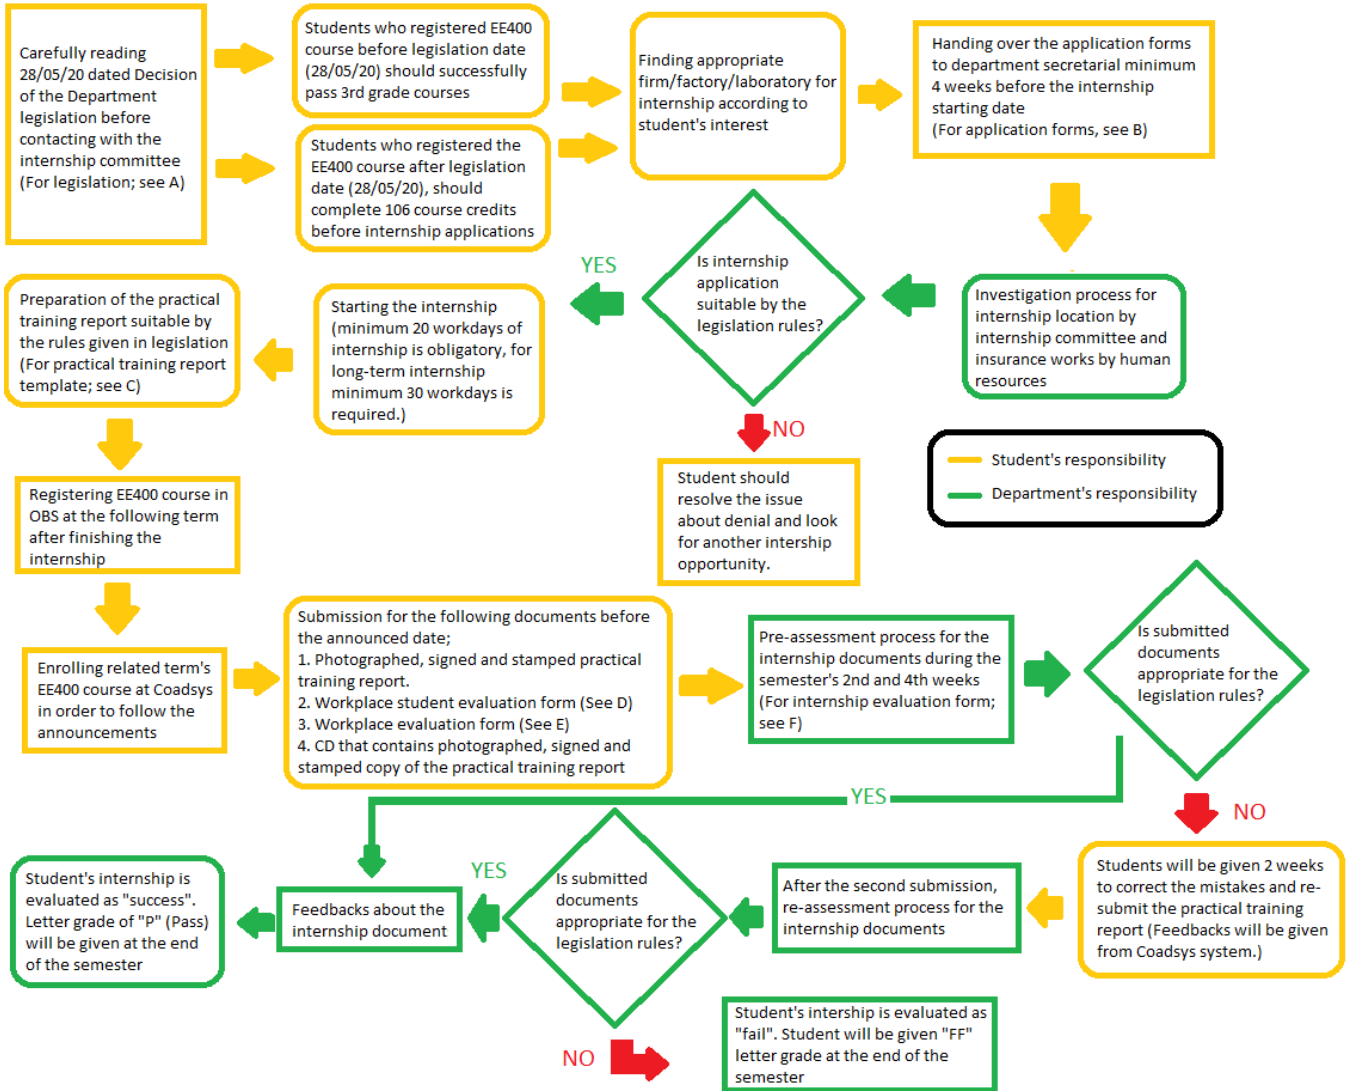 Carefully reading
28/05/20 dated Decision
of the Department
legislation before
contacting with the
internship committee
(For legislation; see A)
Students who registered EE400
course before legislation date
(28/05/20) should successfully
pass 3rd grade courses
Students who registered the
EE400 course after legislation
date (28/05/20), should
complete 106 course credits
before internship applications
Finding appropriate
firm/factory/laboratory for
internship according to
student's interest
Handing over the application forms
to department secretarial minimum
4 weeks before the internship
starting date
(For application forms, see B)
Investigation process for
internship location by
internship committee and
insurance works by human
resources
Is internship
application
suitable by the
legislation rules?
YES
NO
Student should
resolve the issue
about denial and look
for another intership
opportunity.
Starting the internship
(minimum 20 workdays of
internship is obligatory, for
long-term internship
minimum 30 workdays is
required.)
Preparation of the practical
training report suitable by
the rules given in legislation
(For practical training report
template; see C)
Student's responsibility
Department's responsibility
Registering EE400 course in
OBS at the following term
after finishing the
internship
Enrolling related term's
EE400 course at Coadsys
in order to follow the
announcements
Submission for the following documents before
the announced date;
1. Photographed, signed and stamped practical
training report.
2. Workplace student evaluation form (See D)
3. Workplace evaluation form (See E)
4. CD that contains photographed, signed and
stamped copy of the practical training report
Pre-assessment process for the
internship documents during the
semester's 2nd and 4th weeks
(For internship evaluation form;
see F)
Is submitted
documents
appropriate for the
legislation rules?
YES
NO
Students will be given 2 weeks
to correct the mistakes and re-
submit the practical training
report (Feedbacks will be given
from Coadsys system.)
After the second submission,
re-assessment process for the
internship documents
Is submitted
documents
appropriate for the
legislation rules?
YES
Feedbacks about the
internship document
Student's internship is
evaluated as "success".
Letter grade of "P" (Pass)
will be given at the end
of the semester
NO
Student's intership is evaluated as
"fail". Student will be given "FF"
letter grade at the end of the
semester